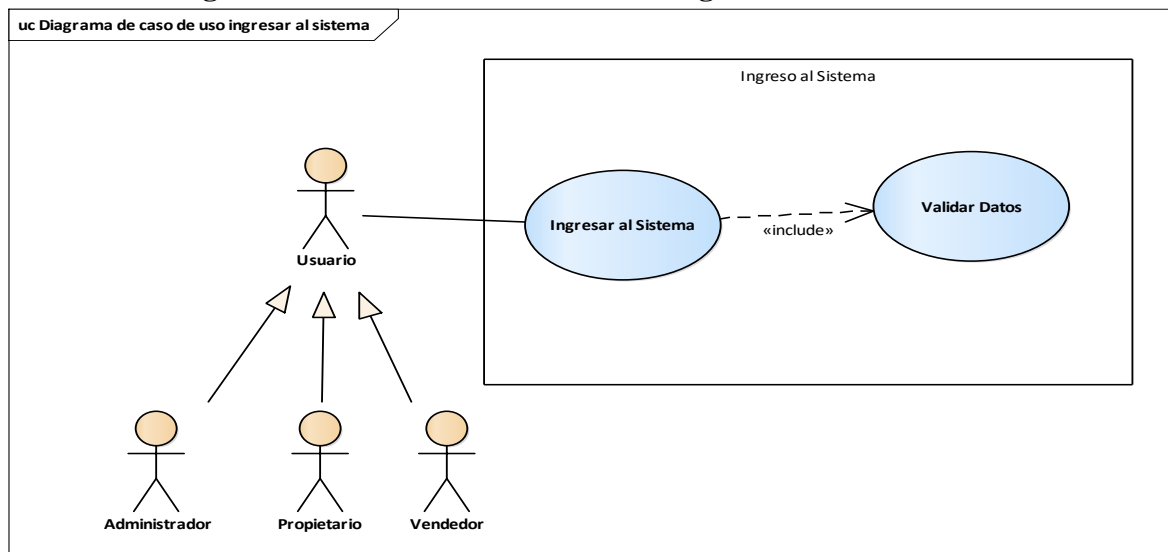 uc Diagrama de caso de uso ingresar al sistema
Ingreso al Sistema
Ingresar al Sistema
«include»
Validar Datos
Usuario
Administrador
Propietario
Vendedor